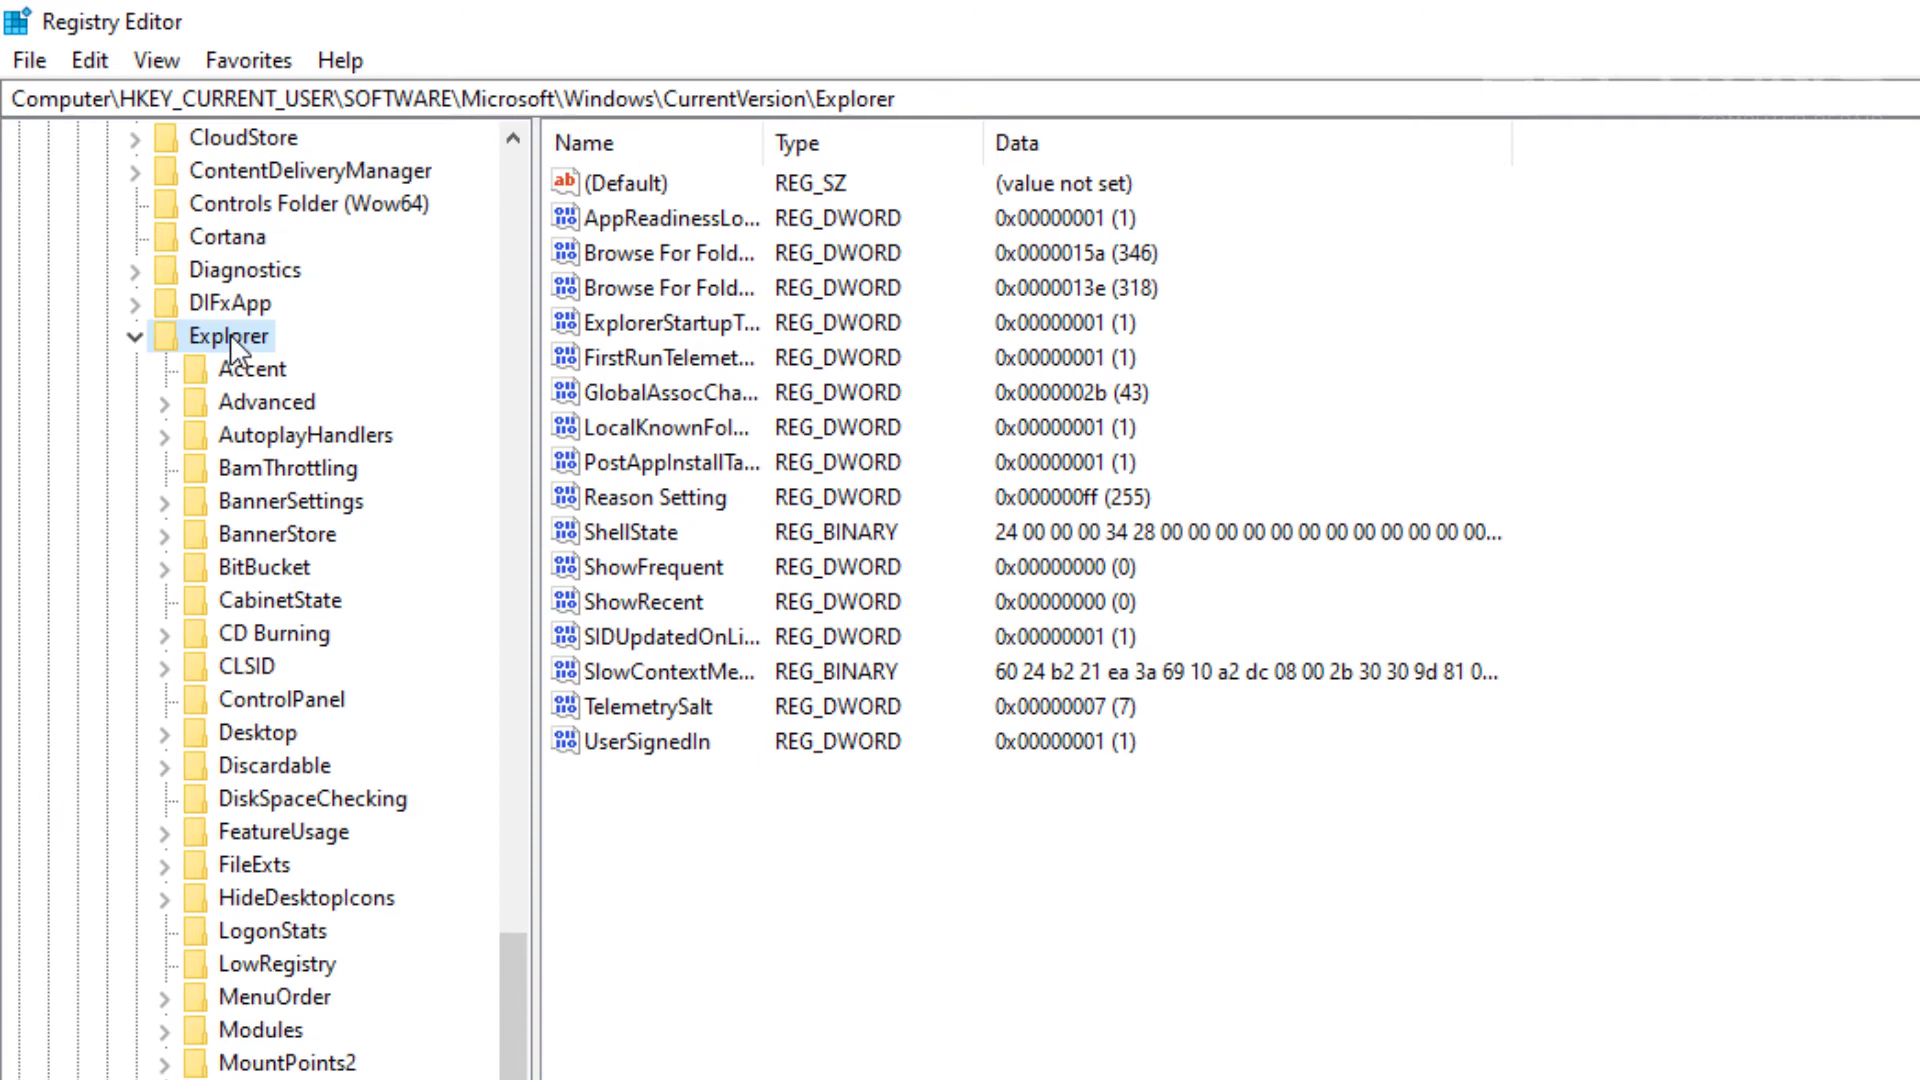 Registry Editor
File Edit View Favorites Help
Computer\HKEY_CURRENT_USER\SOFTWARE\Microsoft\Windows\CurrentVersion\Explorer
CloudStore
ContentDeliveryManager
Controls Folder (Wow64)
Cortana
Diagnostics
DIFxApp
Explorer
Accent
Advanced
AutoplayHandlers
BamThrottling
BannerSettings
BannerStore
BitBucket
CabinetState
CD Burning
CLSID
ControlPanel
Desktop
Discardable
DiskSpaceChecking
FeatureUsage
FileExts
HideDesktopIcons
LogonStats
LowRegistry
MenuOrder
Modules
MountPoints2
Name Type Data
(Default) REG_SZ (value not set)
AppReadinessLo... REG_DWORD 0x00000001 (1)
Browse For Fold... REG_DWORD 0x0000015a (346)
Browse For Fold... REG_DWORD 0x0000013e (318)
ExplorerStartupT... REG_DWORD 0x00000001 (1)
FirstRunTelemet... REG_DWORD 0x00000001 (1)
GlobalAssocCha... REG_DWORD 0x0000002b (43)
LocalKnownFol... REG_DWORD 0x00000001 (1)
PostAppInstallTa... REG_DWORD 0x00000001 (1)
Reason Setting REG_DWORD 0x000000ff (255)
ShellState REG_BINARY 24 00 00 00 34 28 00 00 00 00 00 00 00 00 00 00 00 00...
ShowFrequent REG_DWORD 0x00000000 (0)
ShowRecent REG_DWORD 0x00000000 (0)
SIDUpdatedOnLi... REG_DWORD 0x00000001 (1)
SlowContextMe... REG_BINARY 60 24 b2 21 ea 3a 69 10 a2 dc 08 00 2b 30 30 9d 81 0...
TelemetrySalt REG_DWORD 0x00000007 (7)
UserSignedIn REG_DWORD 0x00000001 (1)